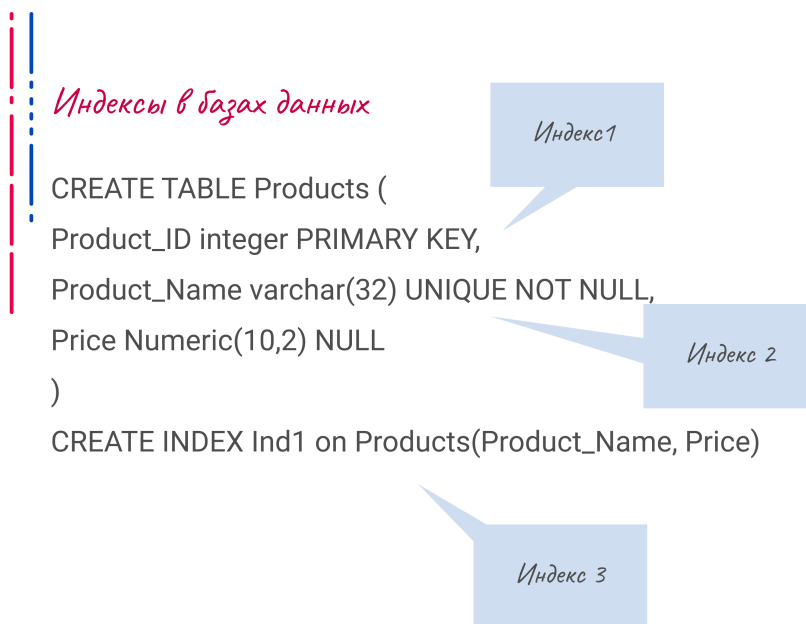 Индексы в базах данных
Индекс1
CREATE TABLE Products (
Product_ID integer PRIMARY KEY,
Product_Name varchar(32) UNIQUE NOT NULL,
Price Numeric(10,2) NULL
Индекс 2
)
CREATE INDEX Ind1 on Products(Product_Name, Price)
Индекс 3